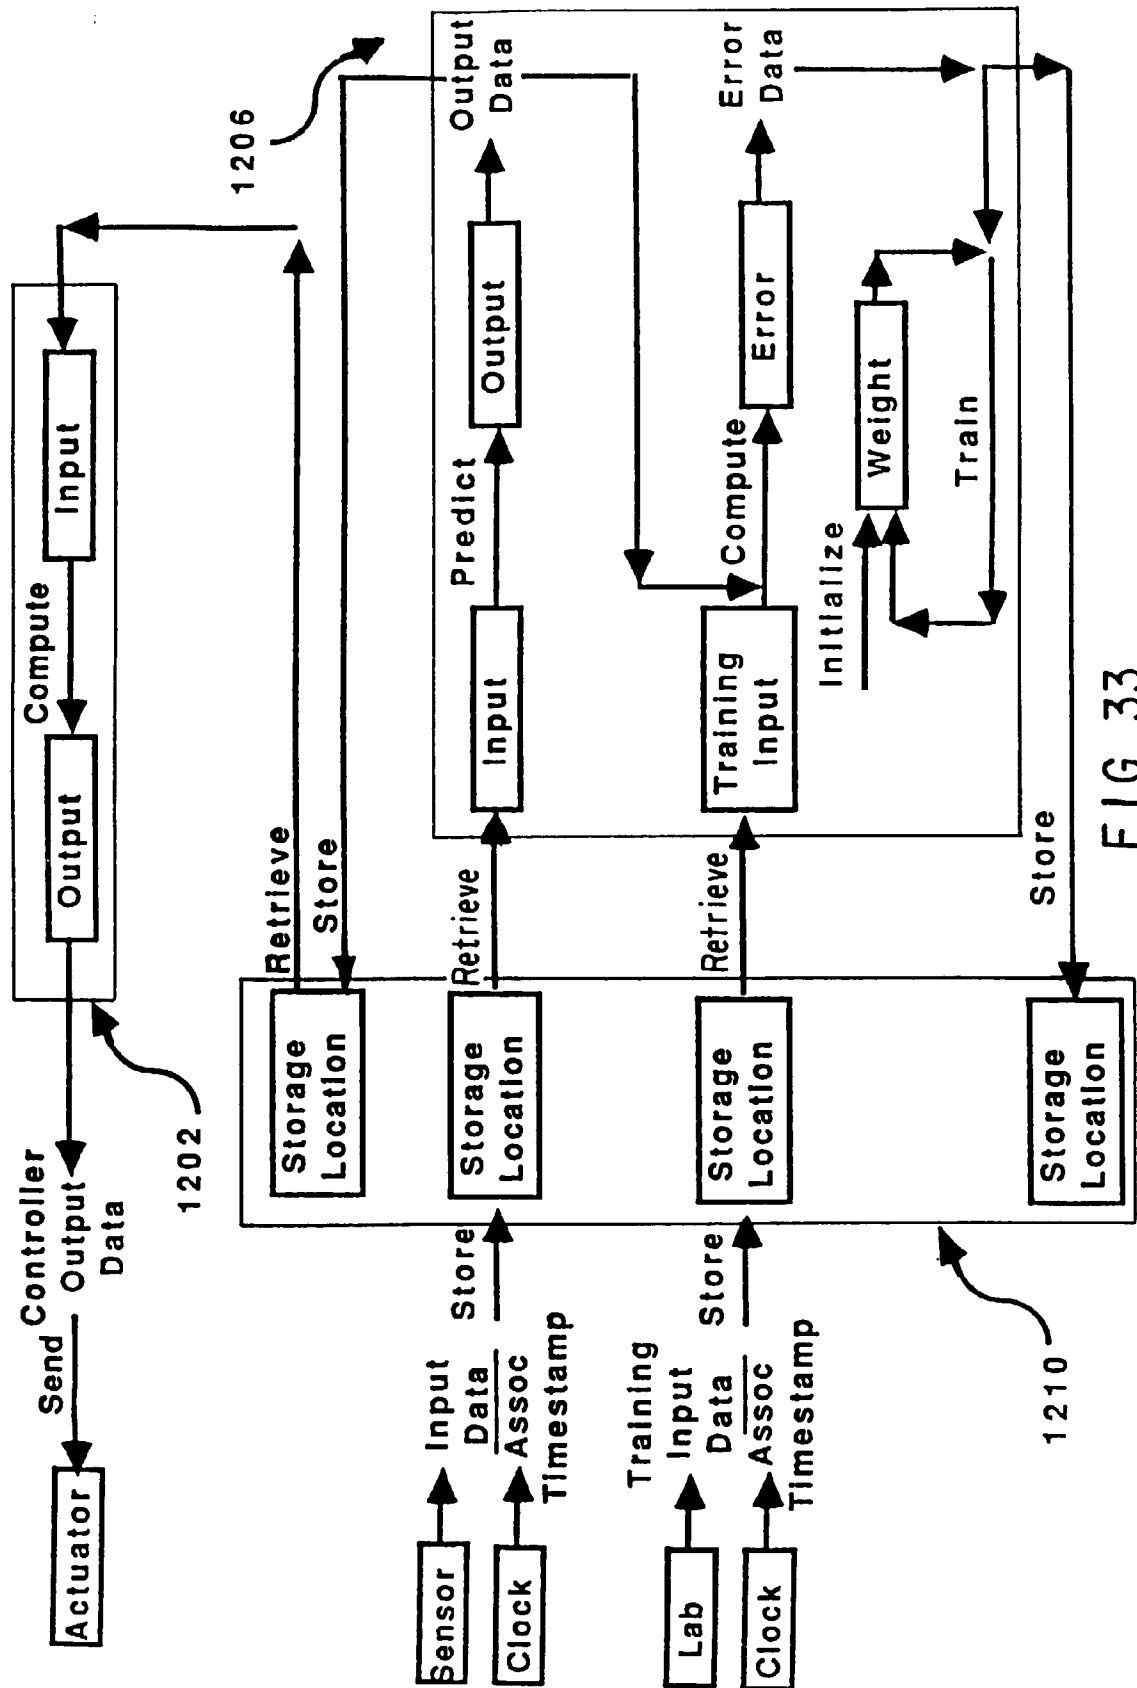 Actuator
Send
Controller
Output
Data
Output
Compute
Input
1202
1206
Retrieve
Store
Storage
Location
Sensor
Input
Data
Clock
Assoc
Timestamp
Store
Storage
Location
Retrieve
Input
Predict
Output
Output
Data
Lab
Training
Input
Data
Clock
Assoc
Timestamp
Store
Storage
Location
Retrieve
Training
Input
Compute
Error
Error
Data
Initialize
Weight
Train
Storage
Location
Store
1210
FIG 33